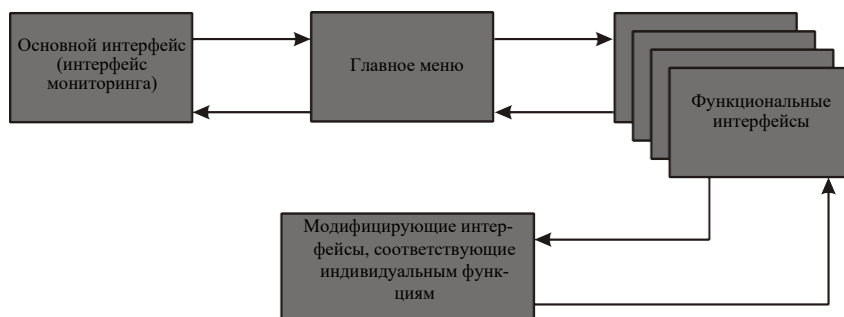 Основной интерфейс
(интерфейс
мониторинга)
Главное меню
Функциональные
интерфейсы
Модифицирующие интер-
фейсы, соответствующие
индивидуальным функ-
циям